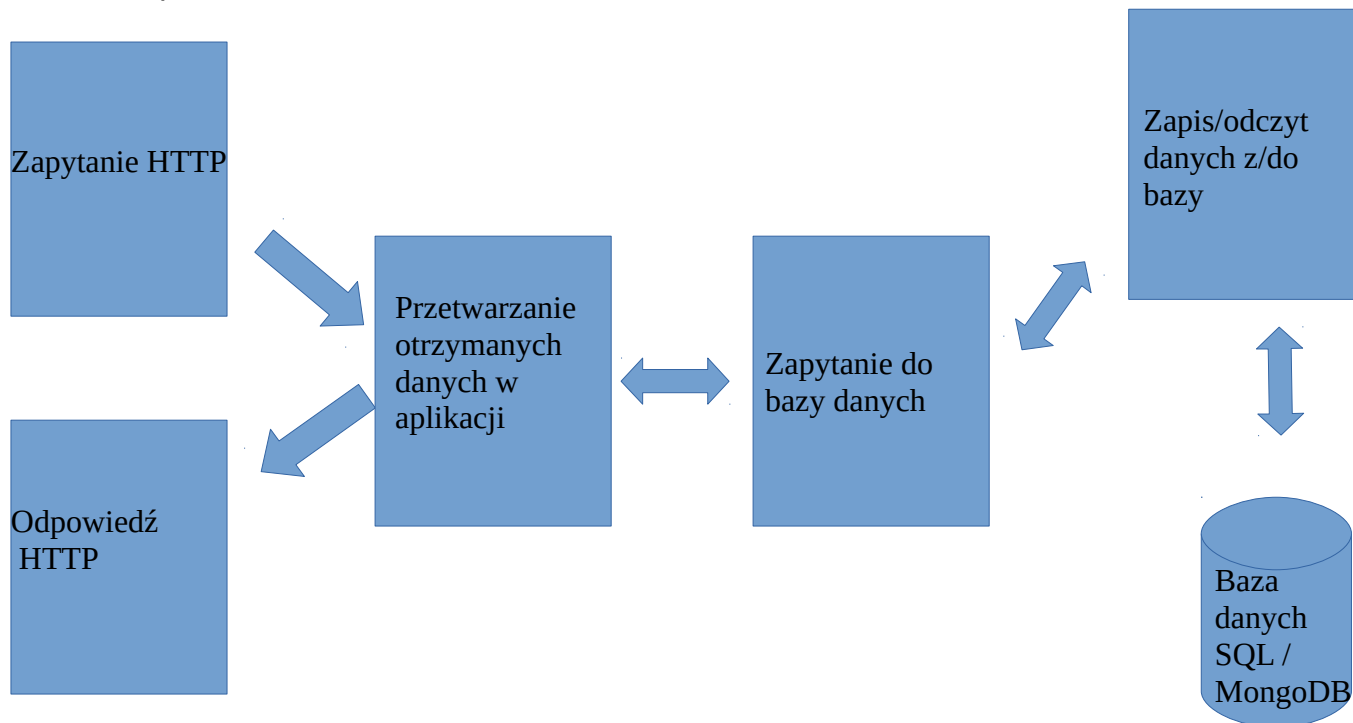 Zapytanie HTTP
Odpowiedź
HTTP
Przetwarzanie
otrzymanych
danych w
aplikacji
Zapytanie do
bazy danych
Zapis/odczyt
danych z/do
bazy
Baza
danych
SQL /
MongoDB